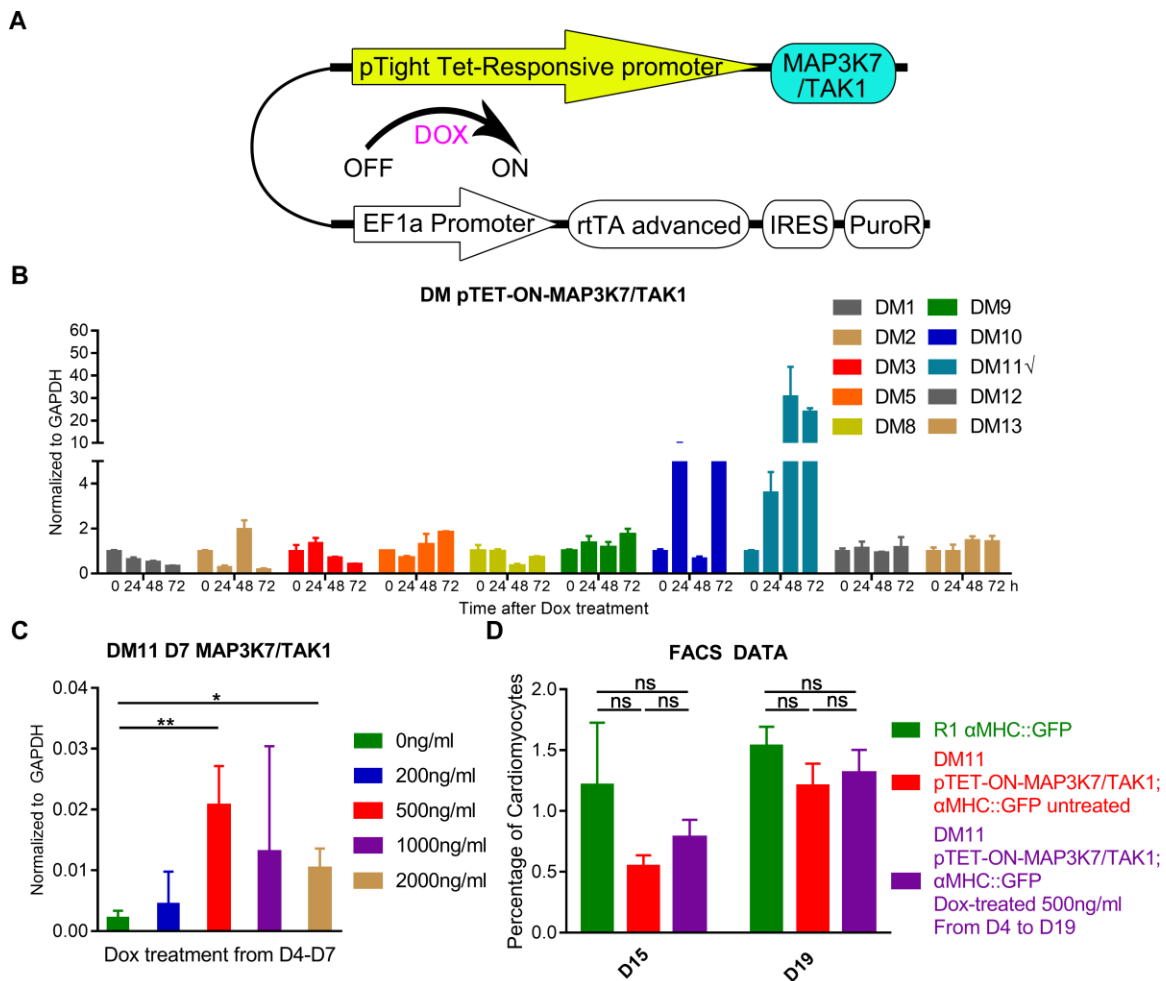 A
pTight Tet-Responsive promoter
MAP3K7
/TAK1
DOX
OFF
ON
EF1a Promoter
rtTA advanced
IRES
PuroR
B
DM pTET-ON-MAP3K7/TAK1
Normalized to GAPDH
60
50
40
30
20
10
4
2
0
DM1
DM2
DM3
DM5
DM8
DM9
DM10
DM11√
DM12
DM13
0 24 48 72 0 24 48 72 0 24 48 72 0 24 48 72 0 24 48 72 0 24 48 72 0 24 48 72 0 24 48 72 0 24 48 72 0 24 48 72 h
Time after Dox treatment
C
DM11 D7 MAP3K7/TAK1
Normalized to GAPDH
0.04
0.03
0.02
0.01
0.00
*
**
0ng/ml
200ng/ml
500ng/ml
1000ng/ml
2000ng/ml
Dox treatment from D4-D7
D
FACS DATA
Percentage of Cardiomyocytes
2.0
1.5
1.0
0.5
0.0
ns
ns ns
ns
ns ns
D15
D19
R1 αMHC::GFP
DM11
pTET-ON-MAP3K7/TAK1;
αMHC::GFP untreated
DM11
pTET-ON-MAP3K7/TAK1;
αMHC::GFP
Dox-treated 500ng/ml
From D4 to D19